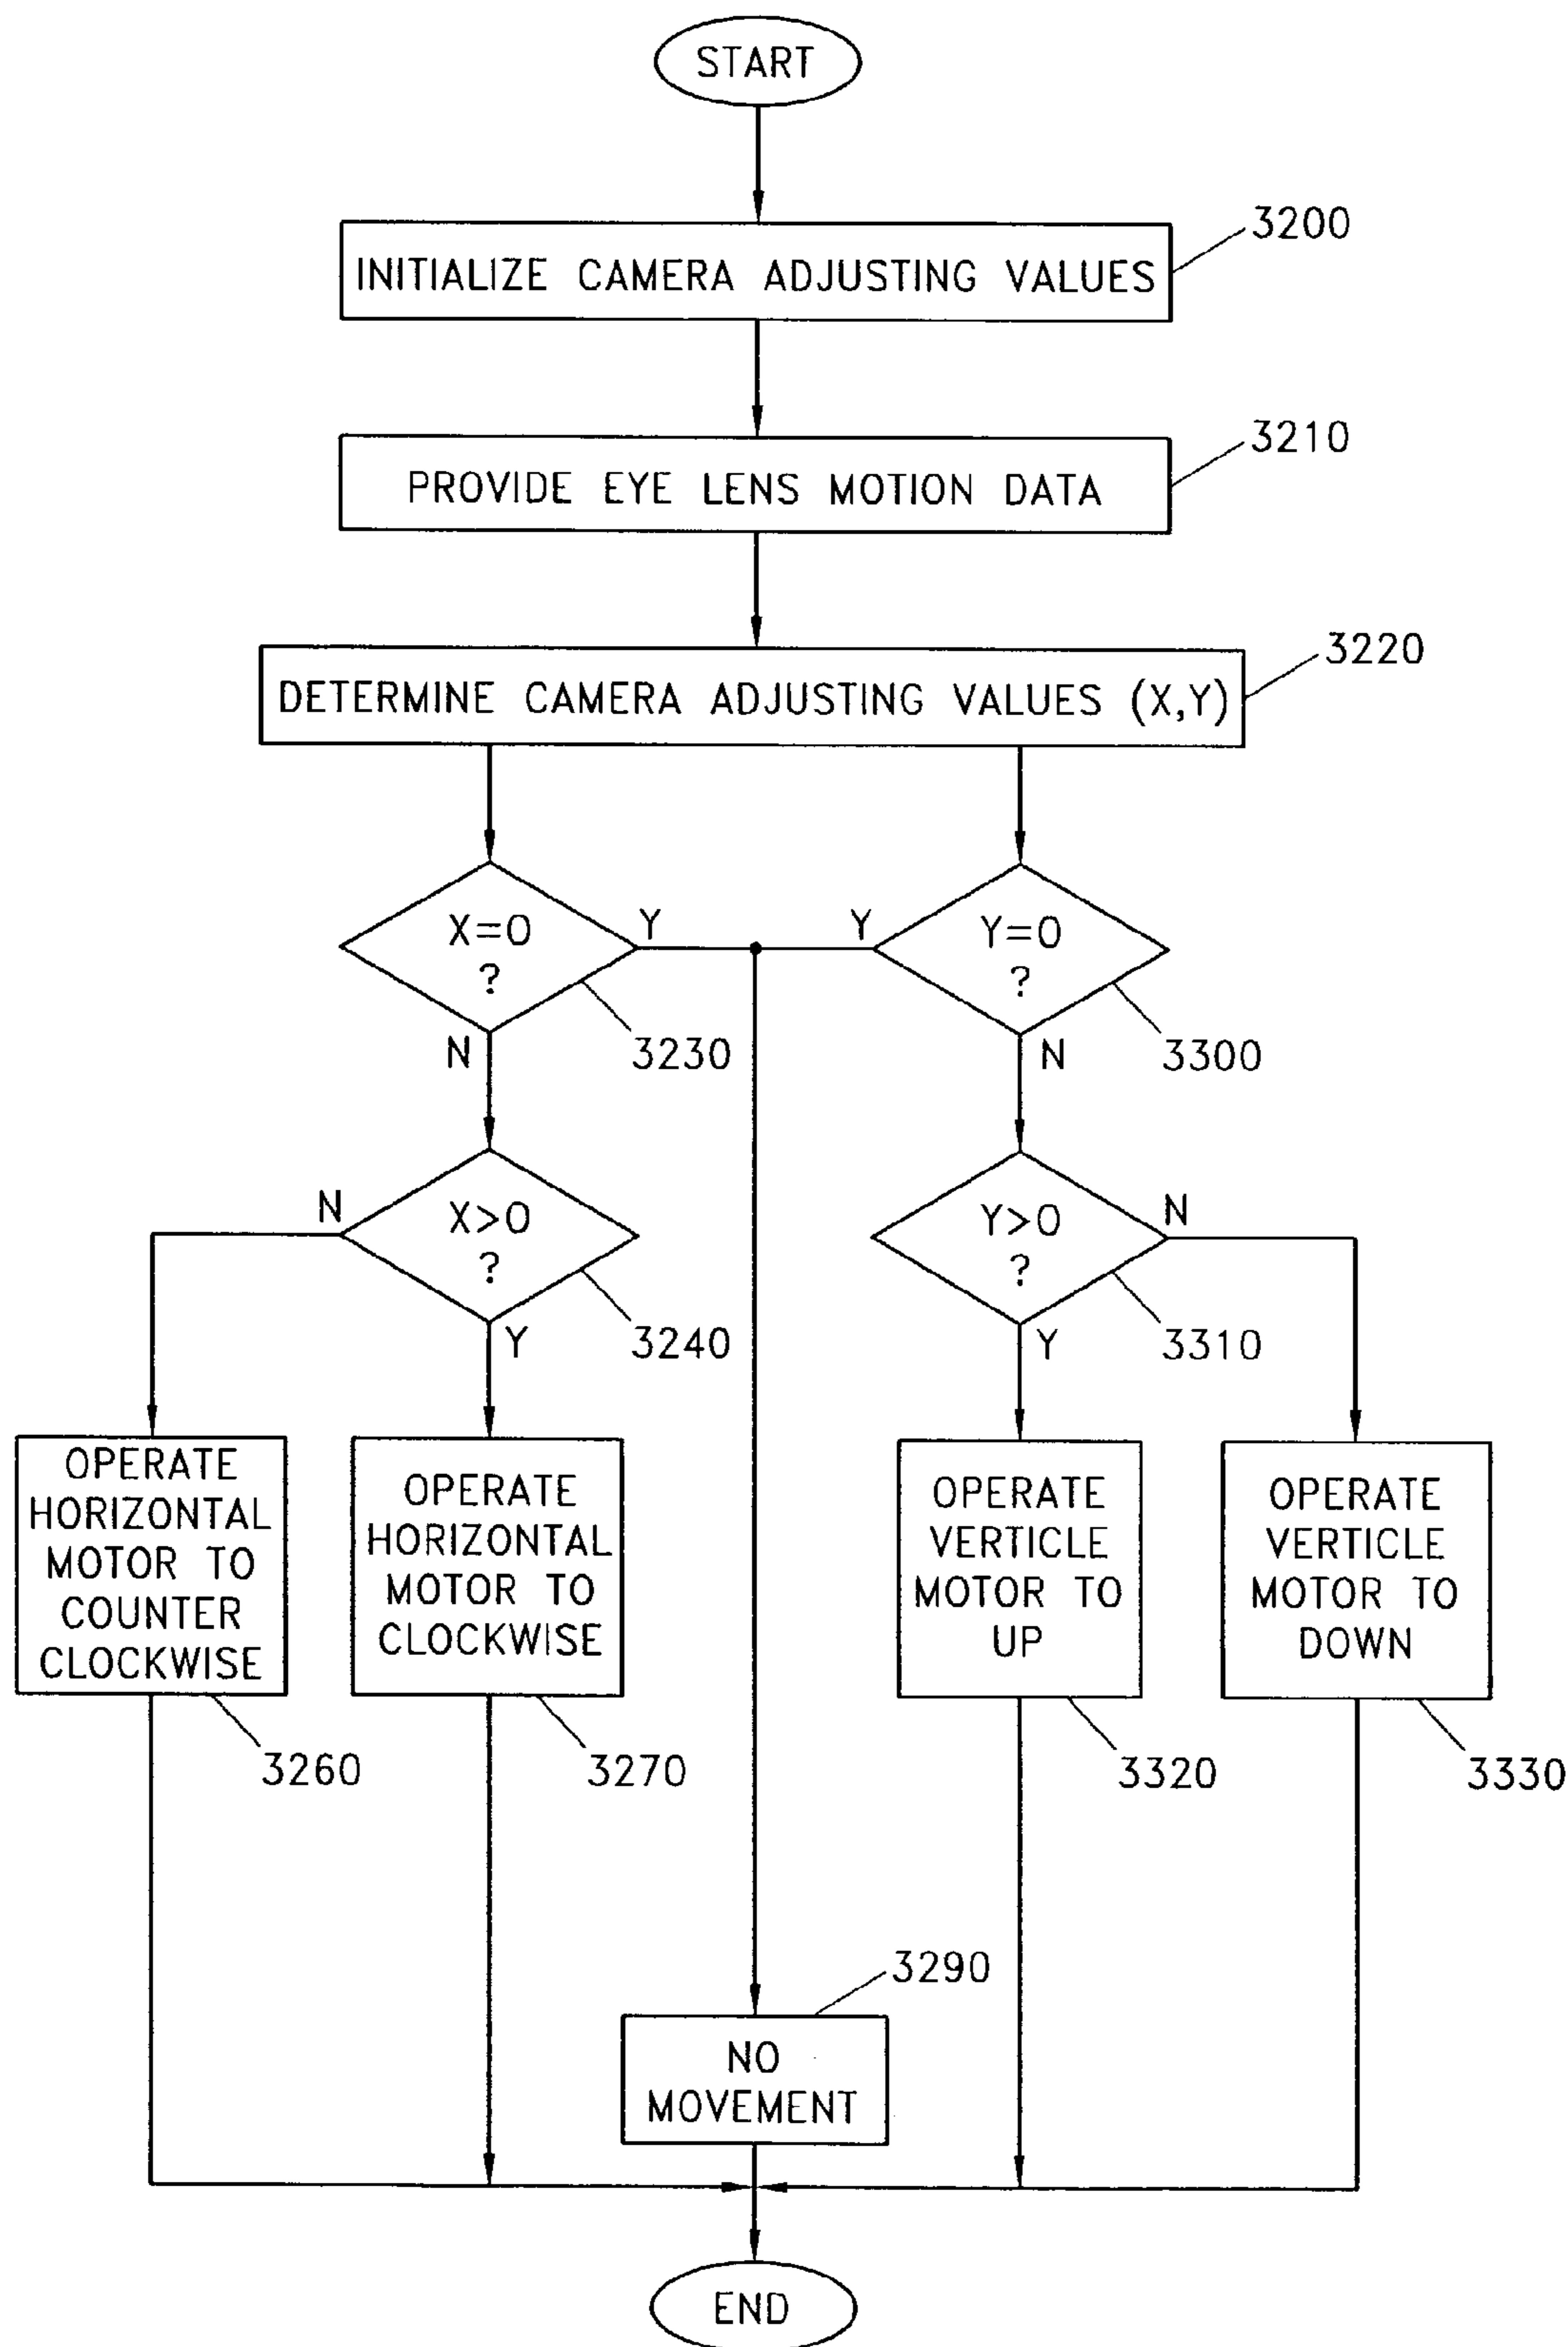 START
3200
INITIALIZE CAMERA ADJUSTING VALUES
3210
PROVIDE EYE LENS MOTION DATA
3220
DETERMINE CAMERA ADJUSTING VALUES (X,Y)
X=0
?
Y
N
3230
Y
Y=0
?
N
3300
N
X>0
?
Y
3240
Y>0
?
N
Y
3310
OPERATE
HORIZONTAL
MOTOR TO
COUNTER
CLOCKWISE
3260
OPERATE
HORIZONTAL
MOTOR TO
CLOCKWISE
3270
OPERATE
VERTICLE
MOTOR TO
UP
3320
OPERATE
VERTICLE
MOTOR TO
DOWN
3330
3290
NO
MOVEMENT
END